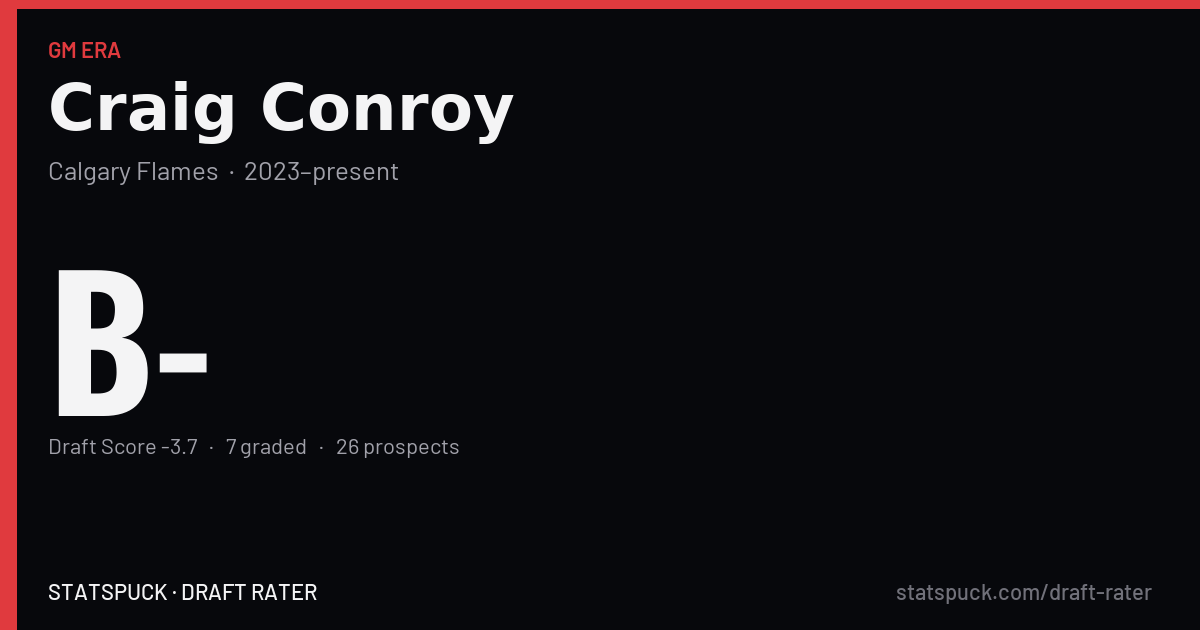 GM ERA
Craig Conroy
Calgary Flames · 2023–present
B-
Draft Score -3.7 · 7 graded · 26 prospects
STATSPUCK · DRAFT RATER
statspuck.com/draft-rater